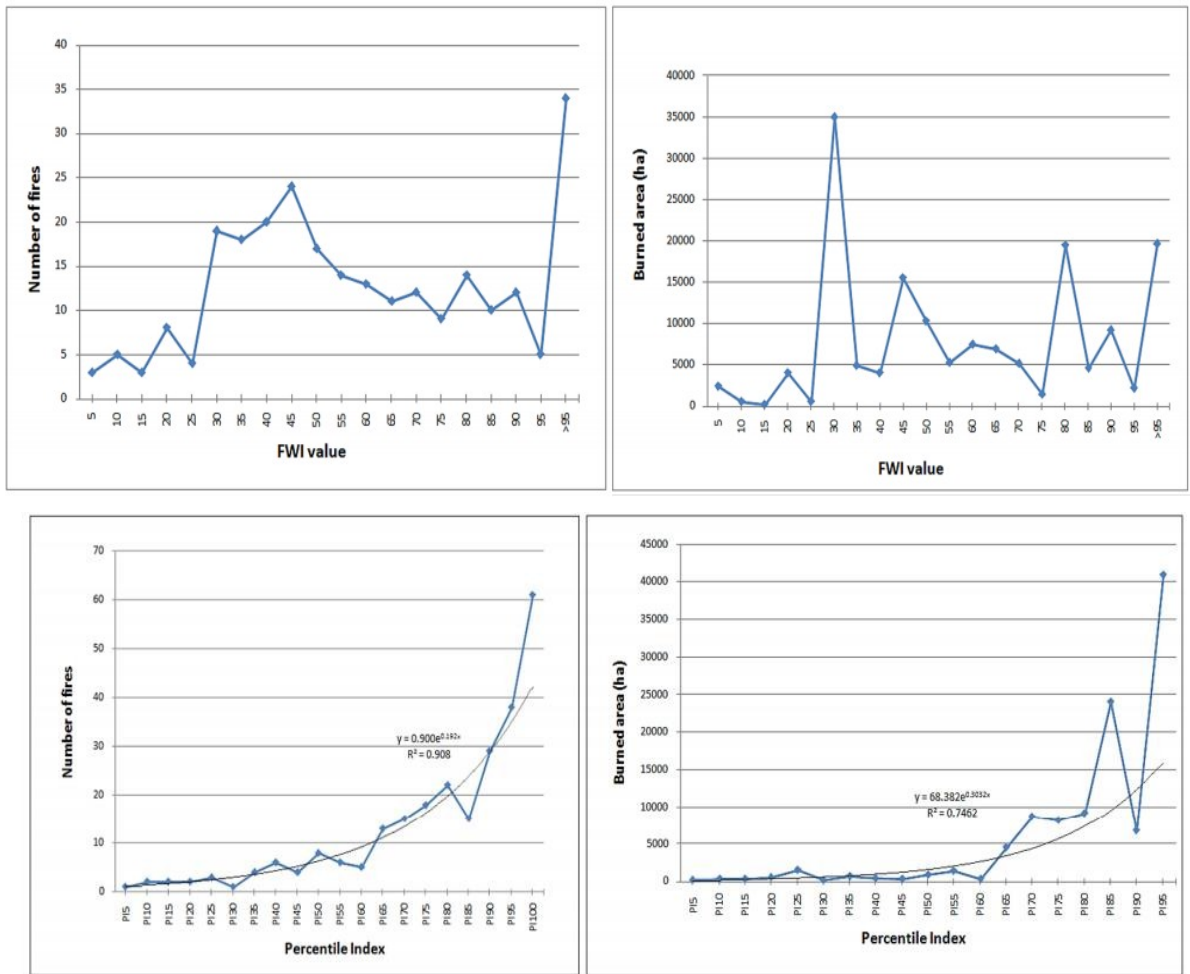 40
35
30
25
20
15
10
5
0
Number of fires
5 10 15 20 25 30 35 40 45 50 55 60 65 70 75 80 85 90 95 >95
FWI value
40000
35000
30000
25000
20000
15000
10000
5000
0
Burned area (ha)
5 10 15 20 25 30 35 40 45 50 55 60 65 70 75 80 85 90 95 >95
FWI value
70
60
50
40
30
20
10
0
Number of fires
y = 0.900e^0.192x
R² = 0.908
PI5 PI10 PI15 PI20 PI25 PI30 PI35 PI40 PI45 PI50 PI55 PI60 PI65 PI70 PI75 PI80 PI85 PI90 PI95 PI100
Percentile Index
45000
40000
35000
30000
25000
20000
15000
10000
5000
0
Burned area (ha)
y = 68.382e^0.3032x
R² = 0.7462
PI5 PI10 PI15 PI20 PI25 PI30 PI35 PI40 PI45 PI50 PI55 PI60 PI65 PI70 PI75 PI80 PI85 PI90 PI95
Percentile Index